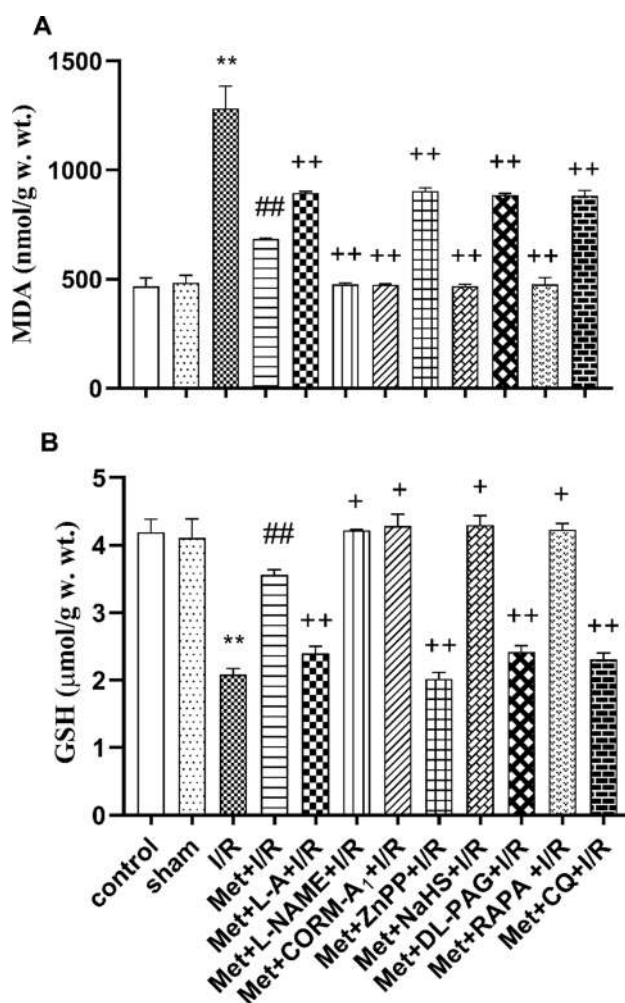 A
MDA (nmol/g w. wt.)
1500
1000
500
0
**
##
++
++
++
++
++
++
++
++
B
GSH (µmol/g w. wt.)
5
4
3
2
1
0
**
##
++
+
+
++
+
++
+
++
control
sham
I/R
Met+I/R
Met+L-A+I/R
Met+L-NAME+I/R
Met+CORM-A₁+I/R
Met+ZnPP+I/R
Met+NaHS+I/R
Met+DL-PAG+I/R
Met+RAPA +I/R
Met+CQ+I/R